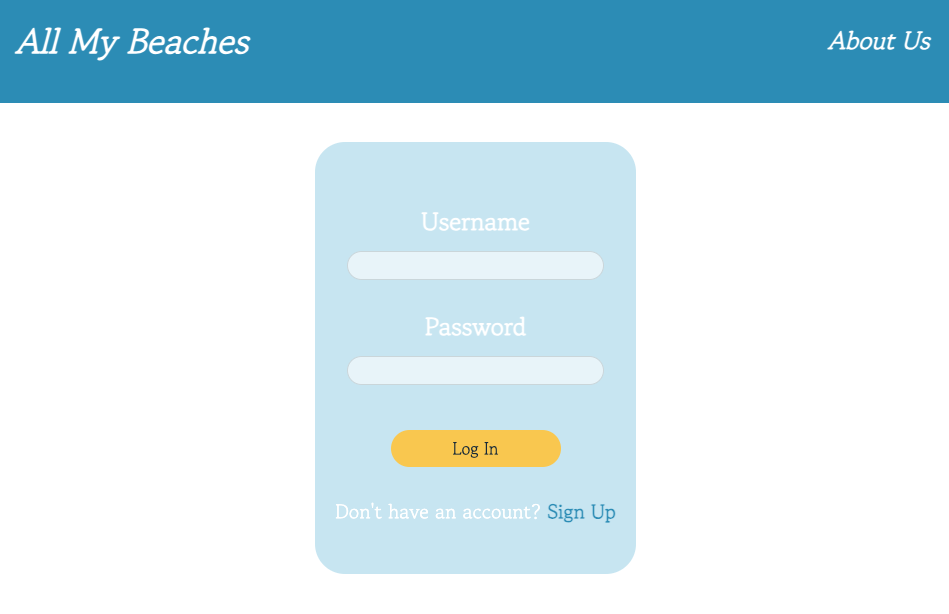 All My Beaches
About Us
Username
Password
Log In
Don't have an account? Sign Up